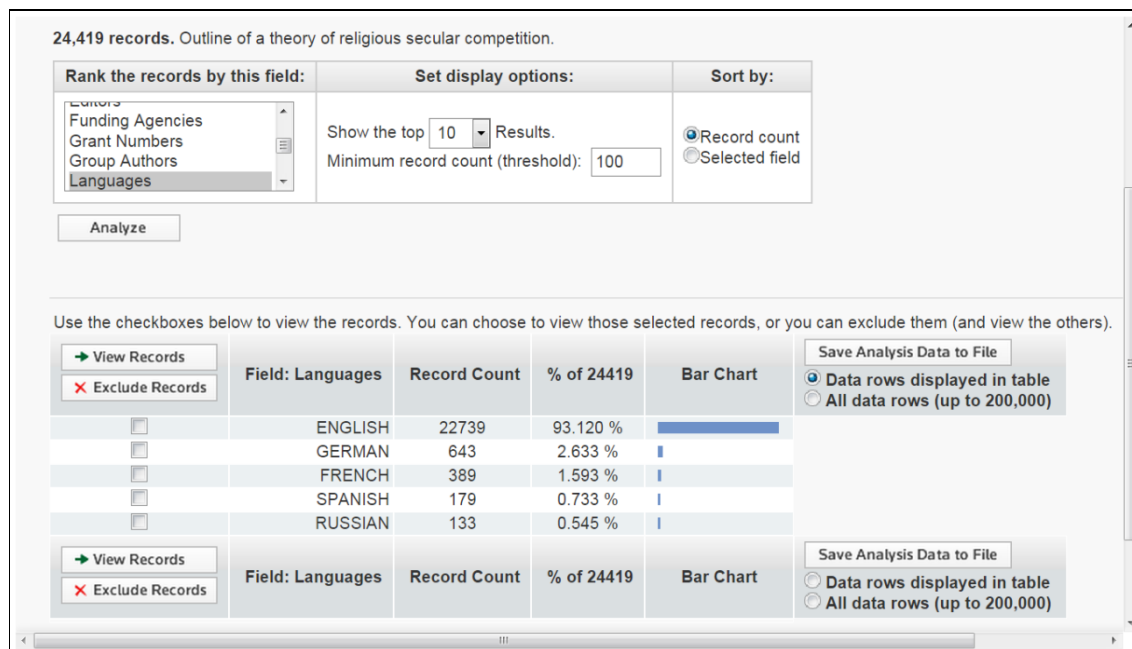 24,419 records. Outline of a theory of religious secular competition.
Rank the records by this field: Set display options: Sort by:
Editors
Funding Agencies
Grant Numbers
Group Authors
Languages
Show the top 10 Results.
Minimum record count (threshold): 100
Record count
Selected field
Analyze
Use the checkboxes below to view the records. You can choose to view those selected records, or you can exclude them (and view the others).
View Records
Exclude Records
Field: Languages Record Count % of 24419 Bar Chart
Save Analysis Data to File
Data rows displayed in table
All data rows (up to 200,000)
ENGLISH 22739 93.120 %
GERMAN 643 2.633 %
FRENCH 389 1.593 %
SPANISH 179 0.733 %
RUSSIAN 133 0.545 %
View Records
Exclude Records
Field: Languages Record Count % of 24419 Bar Chart
Save Analysis Data to File
Data rows displayed in table
All data rows (up to 200,000)